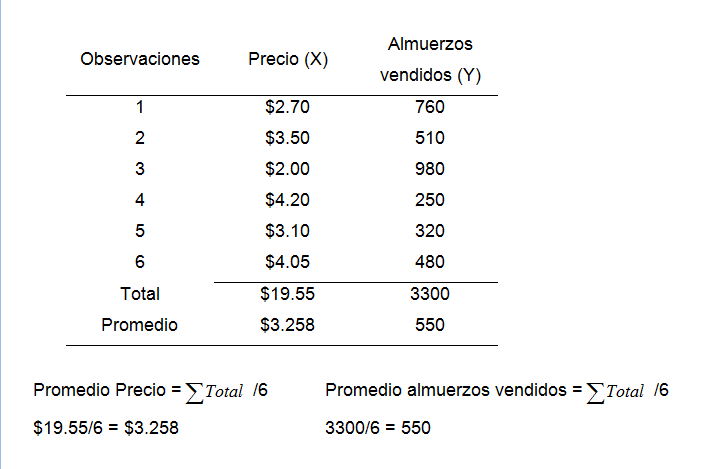 Observaciones Precio (X) Almuerzos vendidos (Y)
1 $2.70 760
2 $3.50 510
3 $2.00 980
4 $4.20 250
5 $3.10 320
6 $4.05 480
Total $19.55 3300
Promedio $3.258 550
Promedio Precio = ∑Total /6 Promedio almuerzos vendidos = ∑Total /6
$19.55/6 = $3.258 3300/6 = 550